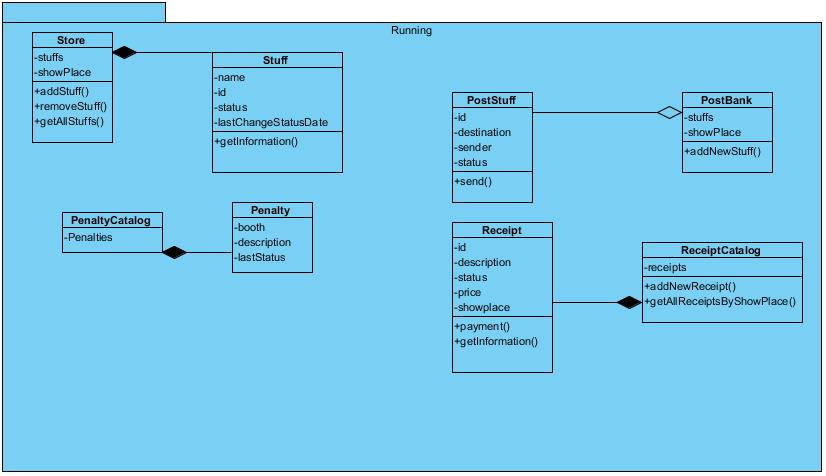 Running
Store
-stuffs
-showPlace
+addStuff()
+removeStuff()
+getAllStuffs()
Stuff
-name
-id
-status
-lastChangeStatusDate
+getInformation()
PostStuff
-id
-destination
-sender
-status
+send()
PostBank
-stuffs
-showPlace
+addNewStuff()
PenaltyCatalog
-Penalties
Penalty
-booth
-description
-lastStatus
Receipt
-id
-description
-status
-price
-showplace
+payment()
+getInformation()
ReceiptCatalog
-receipts
+addNewReceipt()
+getAllReceiptsByShowPlace()